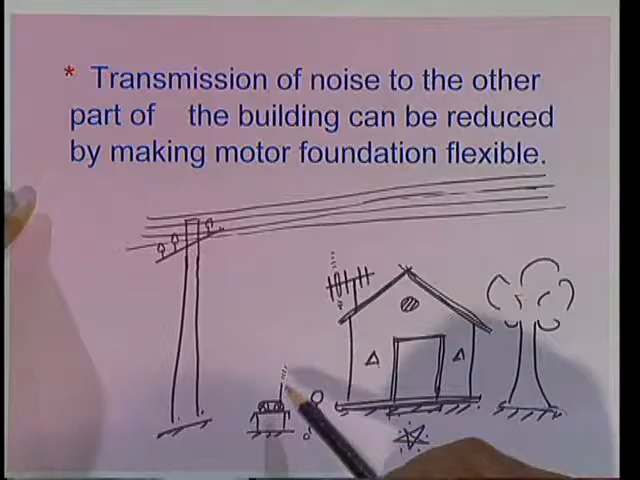 * Transmission of noise to the other
part of the building can be reduced
by making motor foundation flexible.